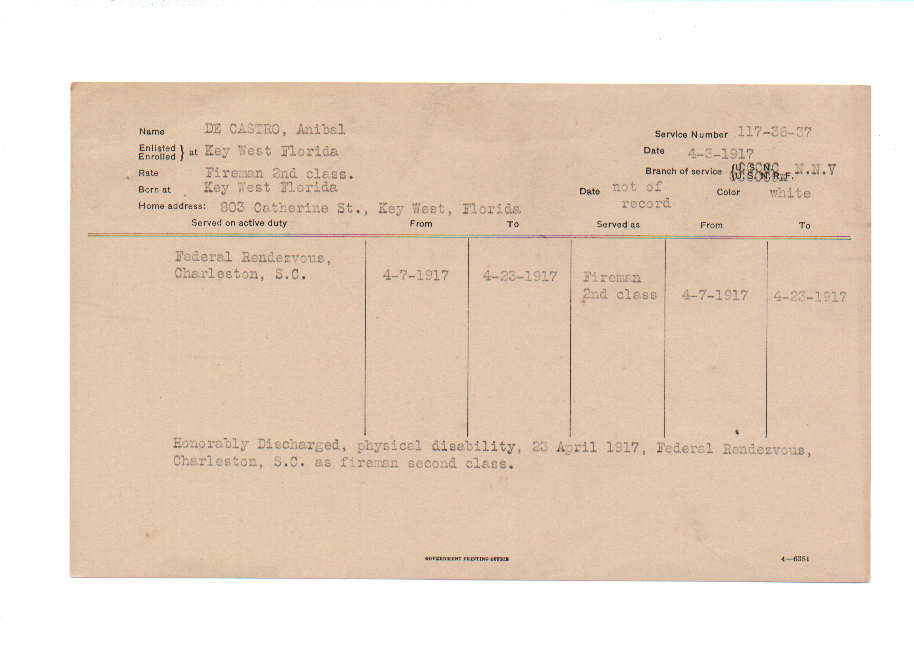 Name DE CASTRO, Anibal Service Number 117-36-37
Enlisted
Enrolled } at Key West Florida Date 4-3-1917
Rate Fireman 2nd class. Branch of service { U.S.N. U.S.N.R.F. N.N.V
Born at Key West Florida Date not of record Color white
Home address: 803 Catherine St., Key West, Florida
Served on active duty From To Served as From To
Federal Rendezvous,
Charleston, S.C. 4-7-1917 4-23-1917 Fireman
2nd class 4-7-1917 4-23-1917
Honorably Discharged, physical disability, 23 April 1917, Federal Rendezvous,
Charleston, S.C. as fireman second class.
GOVERNMENT PRINTING OFFICE 4—6351